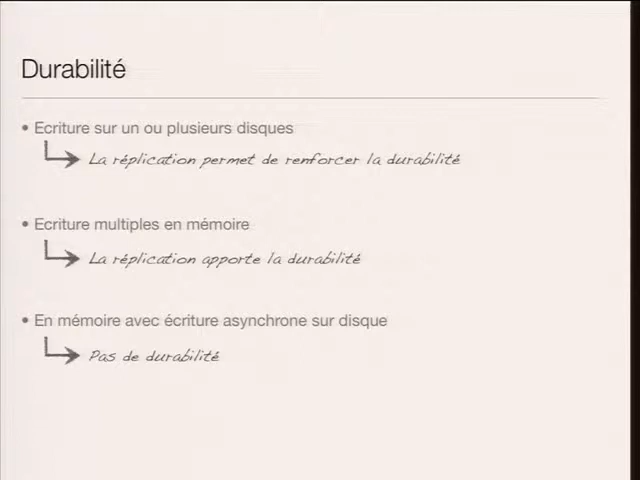 Durabilité
• Ecriture sur un ou plusieurs disques
La réplication permet de renforcer la durabilité
• Ecriture multiples en mémoire
La réplication apporte la durabilité
• En mémoire avec écriture asynchrone sur disque
Pas de durabilité